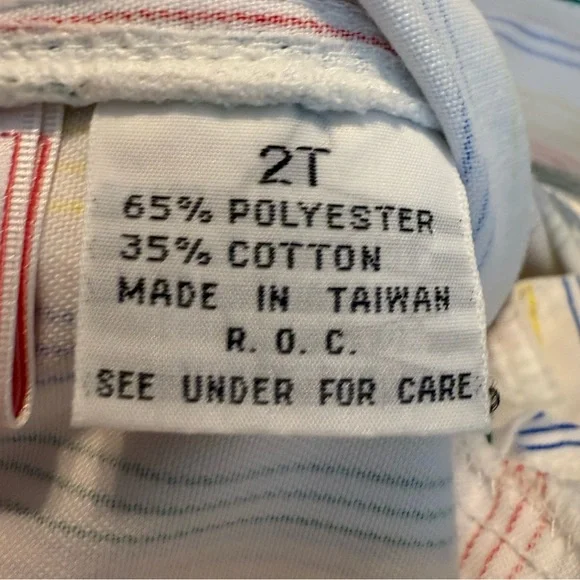 2T
65% POLYESTER
35% COTTON
MADE IN TAIWAN
R. O. C.
SEE UNDER FOR CARE